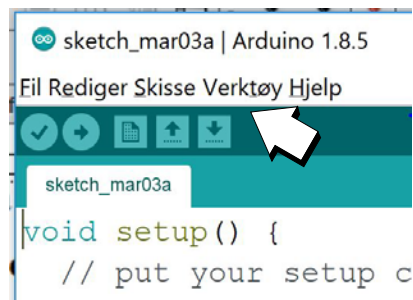 sketch_mar03a | Arduino 1.8.5
Fil Rediger Skisse Verktøy Hjelp
sketch_mar03a
void setup() {
// put your setup c